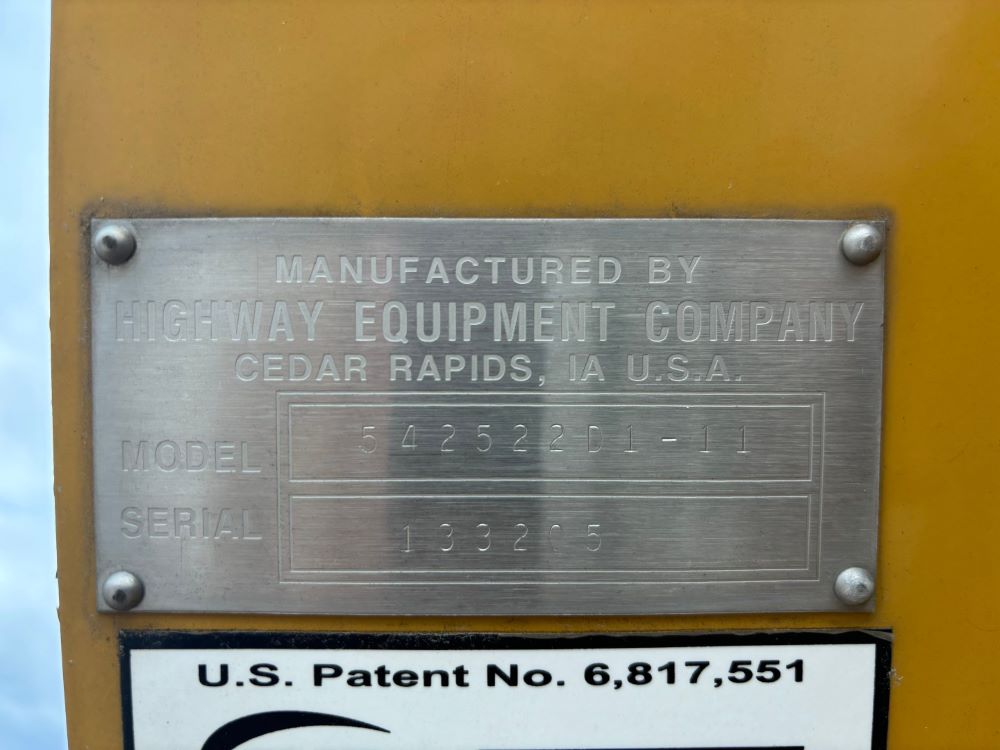 MANUFACTURED BY
HIGHWAY EQUIPMENT COMPANY
CEDAR RAPIDS, IA U.S.A.
MODEL 542522D1-11
SERIAL 133205
U.S. Patent No. 6,817,551